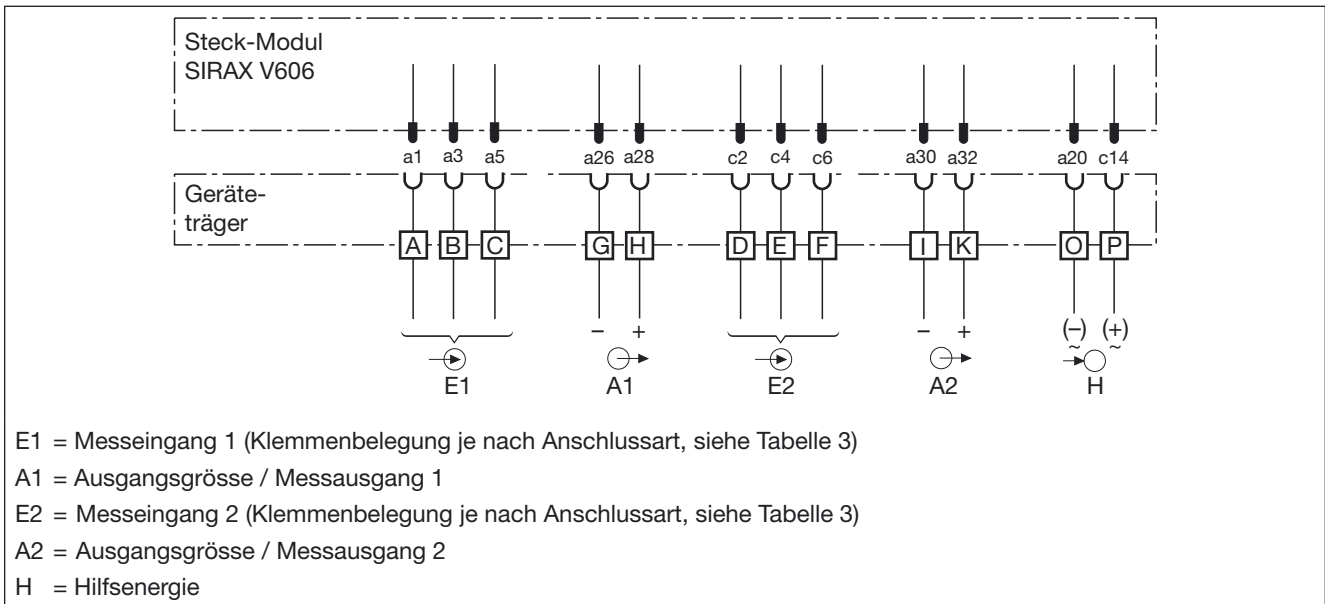 Steck-Modul
SIRAX V606
a1 a3 a5 a26 a28 c2 c4 c6 a30 a32 a20 c14
Geräte-
träger
A B C G H D E F I K O P
– + – + (–) (+)
~ ~
E1 A1 E2 A2 H
E1 = Messeingang 1 (Klemmenbelegung je nach Anschlussart, siehe Tabelle 3)
A1 = Ausgangsgrösse / Messausgang 1
E2 = Messeingang 2 (Klemmenbelegung je nach Anschlussart, siehe Tabelle 3)
A2 = Ausgangsgrösse / Messausgang 2
H = Hilfsenergie